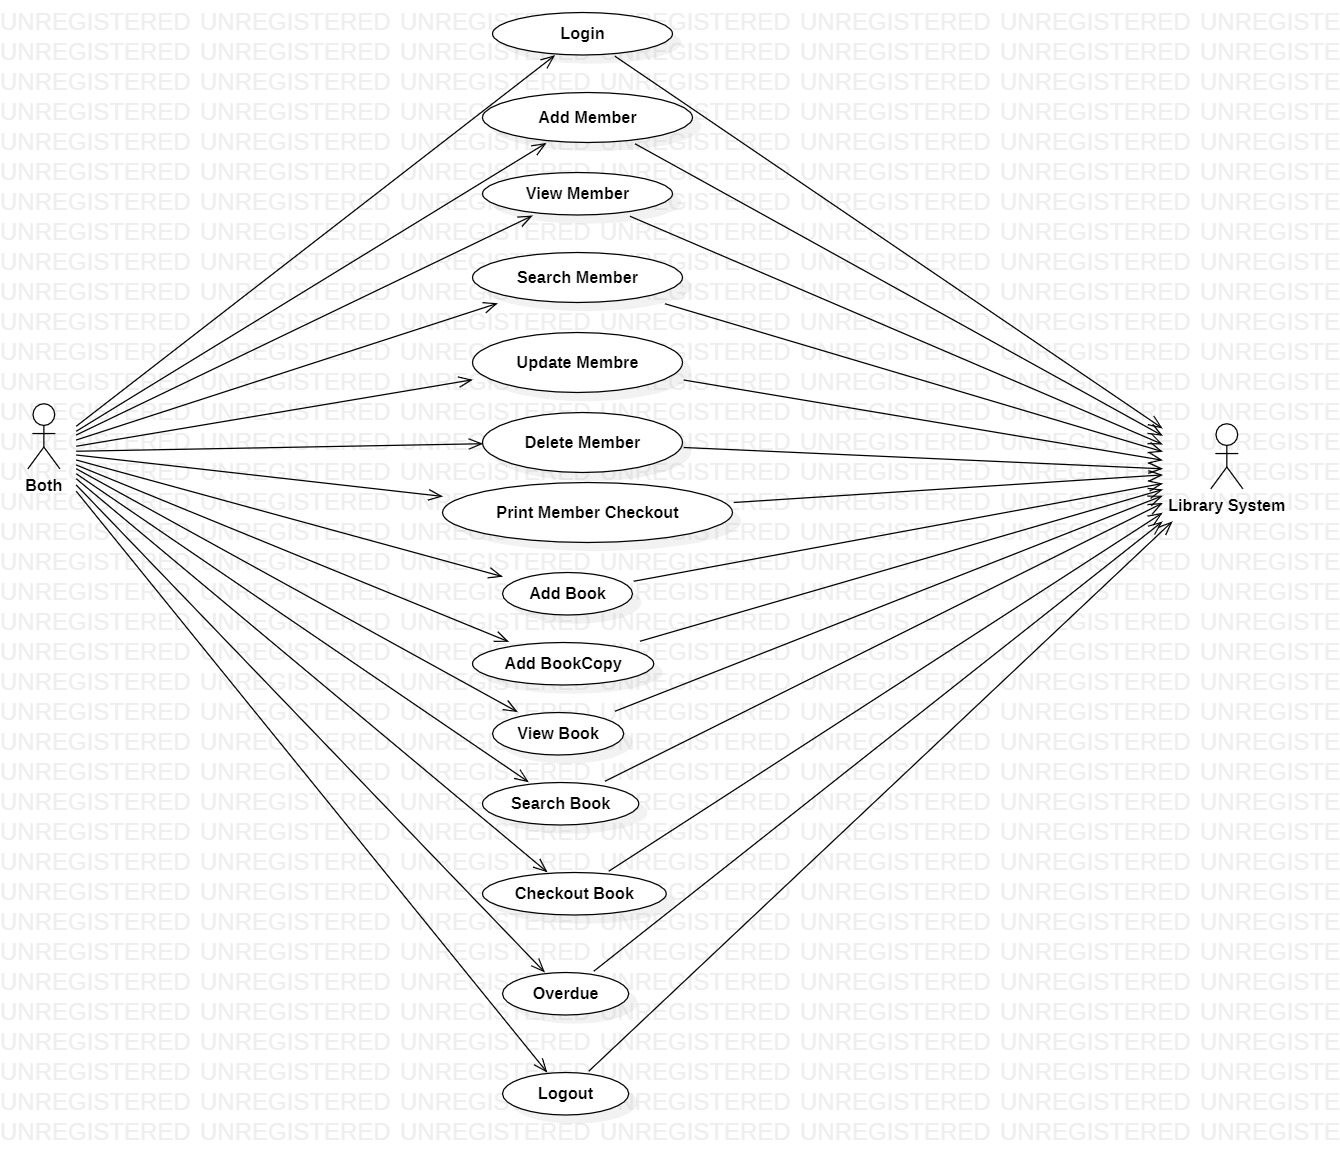 Login
Add Member
View Member
Search Member
Update Membre
Delete Member
Both
Library System
Print Member Checkout
Add Book
Add BookCopy
View Book
Search Book
Checkout Book
Overdue
Logout
UNREGISTERED